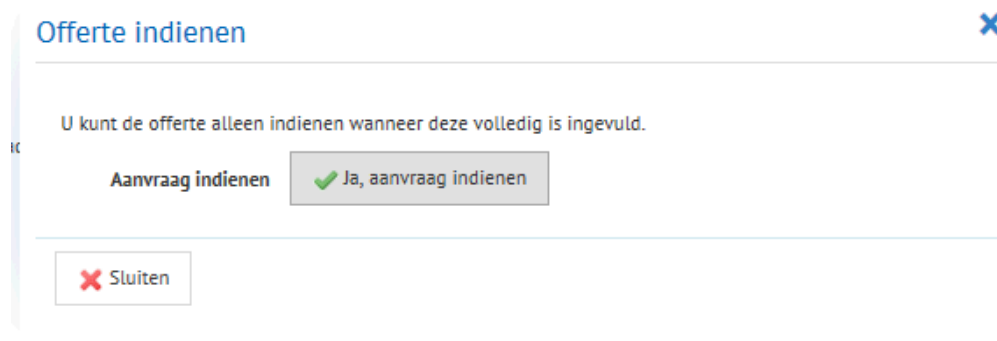 Offerte indienen
U kunt de offerte alleen indienen wanneer deze volledig is ingevuld.
Aanvraag indienen
Ja, aanvraag indienen
Sluiten